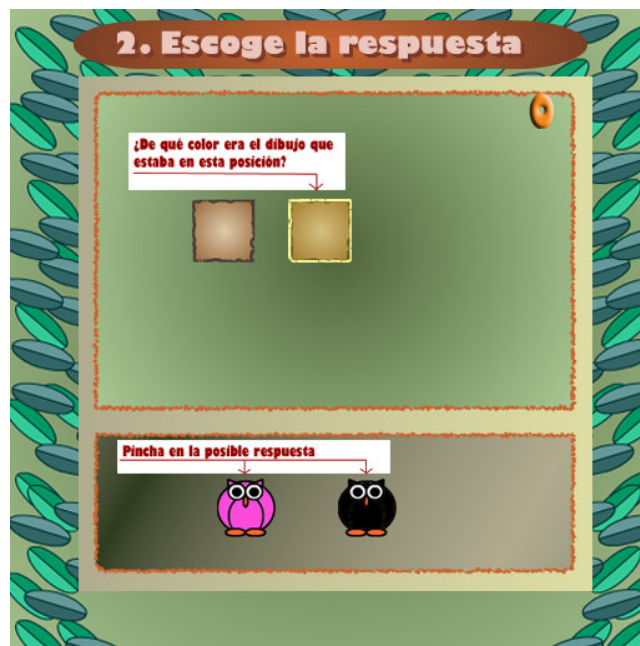 2. Escoge la respuesta
¿De qué color era el dibujo que
estaba en esta posición?
Pincha en la posible respuesta